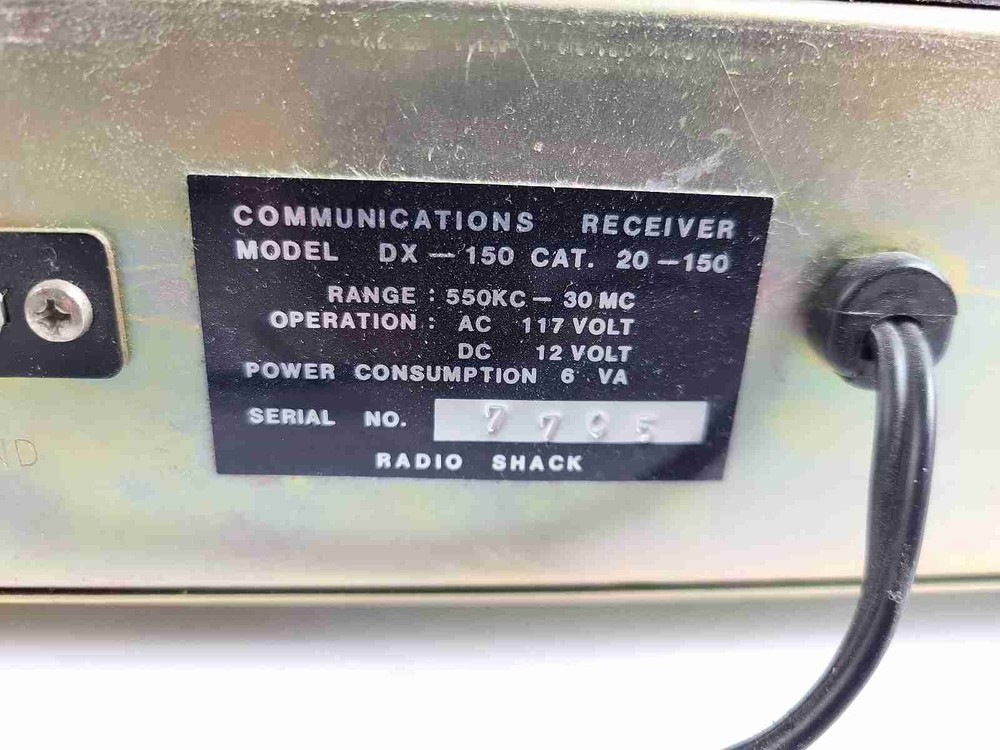 COMMUNICATIONS RECEIVER
MODEL DX—150 CAT. 20—150
RANGE : 550KC — 30 MC
OPERATION : AC 117 VOLT
DC 12 VOLT
POWER CONSUMPTION 6 VA
SERIAL NO. 7705
RADIO SHACK
ND